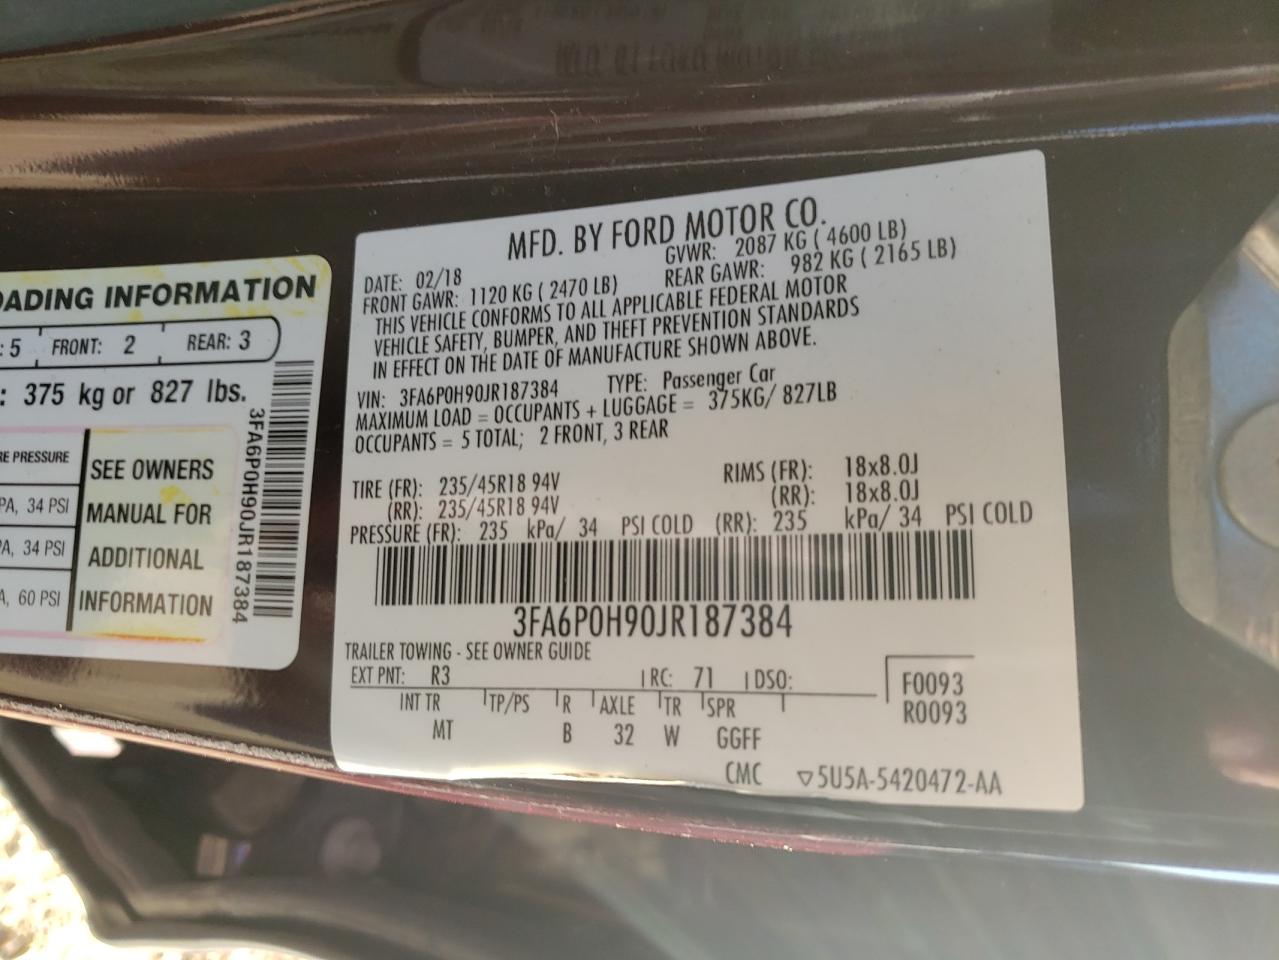 MFD. BY FORD MOTOR CO.
DATE: 02/18 GVWR: 2087 KG ( 4600 LB)
FRONT GAWR: 1120 KG ( 2470 LB) REAR GAWR: 982 KG ( 2165 LB)
THIS VEHICLE CONFORMS TO ALL APPLICABLE FEDERAL MOTOR
VEHICLE SAFETY, BUMPER, AND THEFT PREVENTION STANDARDS
IN EFFECT ON THE DATE OF MANUFACTURE SHOWN ABOVE.
VIN: 3FA6P0H90JR187384 TYPE: Passenger Car
MAXIMUM LOAD = OCCUPANTS + LUGGAGE = 375KG/ 827LB
OCCUPANTS = 5 TOTAL; 2 FRONT, 3 REAR
TIRE (FR): 235/45R18 94V RIMS (FR): 18x8.0J
(RR): 235/45R18 94V (RR): 18x8.0J
PRESSURE (FR): 235 kPa/ 34 PSI COLD (RR): 235 kPa/ 34 PSI COLD
3FA6P0H90JR187384
TRAILER TOWING - SEE OWNER GUIDE
EXT PNT: R3 RC: 71 DSO: F0093
INT TR TP/PS R AXLE TR SPR R0093
MT B 32 W GGFF
CMC ▽5U5A-5420472-AA
OADING INFORMATION
: 5 FRONT: 2 REAR: 3
: 375 kg or 827 lbs.
RE PRESSURE
PA, 34 PSI
A, 34 PSI
A, 60 PSI
SEE OWNERS
MANUAL FOR
ADDITIONAL
INFORMATION
3FA6P0H90JR187384